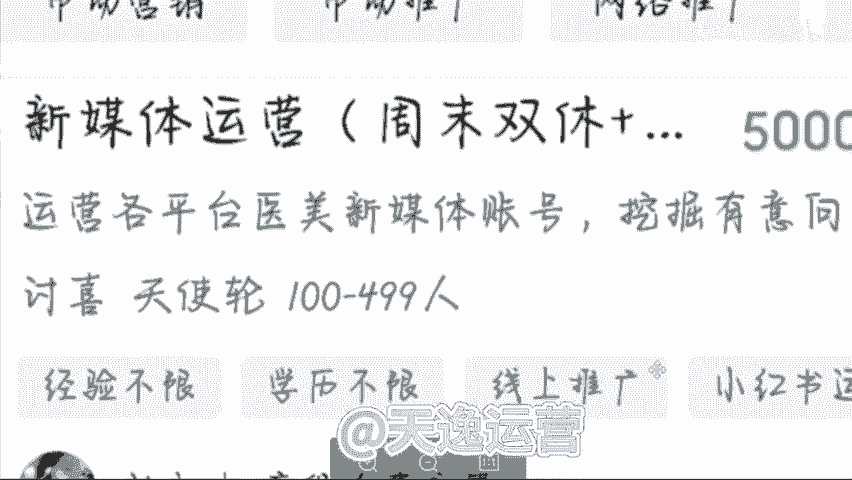 新媒体运营（周末双休+...
5000
运营各平台医美新媒体账号，挖掘有意向
讨喜 天使轮 100-499人
经验不限 学历不限 线上推广 小红书运
@天逸运营